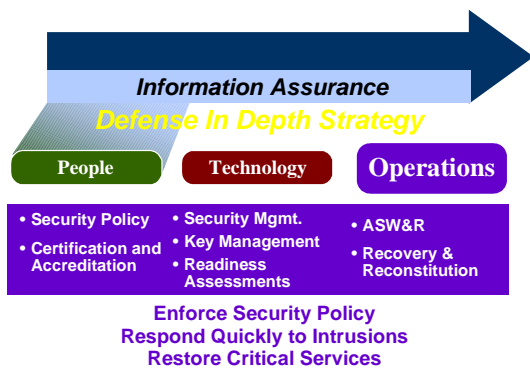 Information Assurance
Defense In Depth Strategy
People
Technology
Operations
• Security Policy
• Certification and
Accreditation
• Security Mgmt.
• Key Management
• Readiness
Assessments
• ASW&R
• Recovery &
Reconstitution
Enforce Security Policy
Respond Quickly to Intrusions
Restore Critical Services